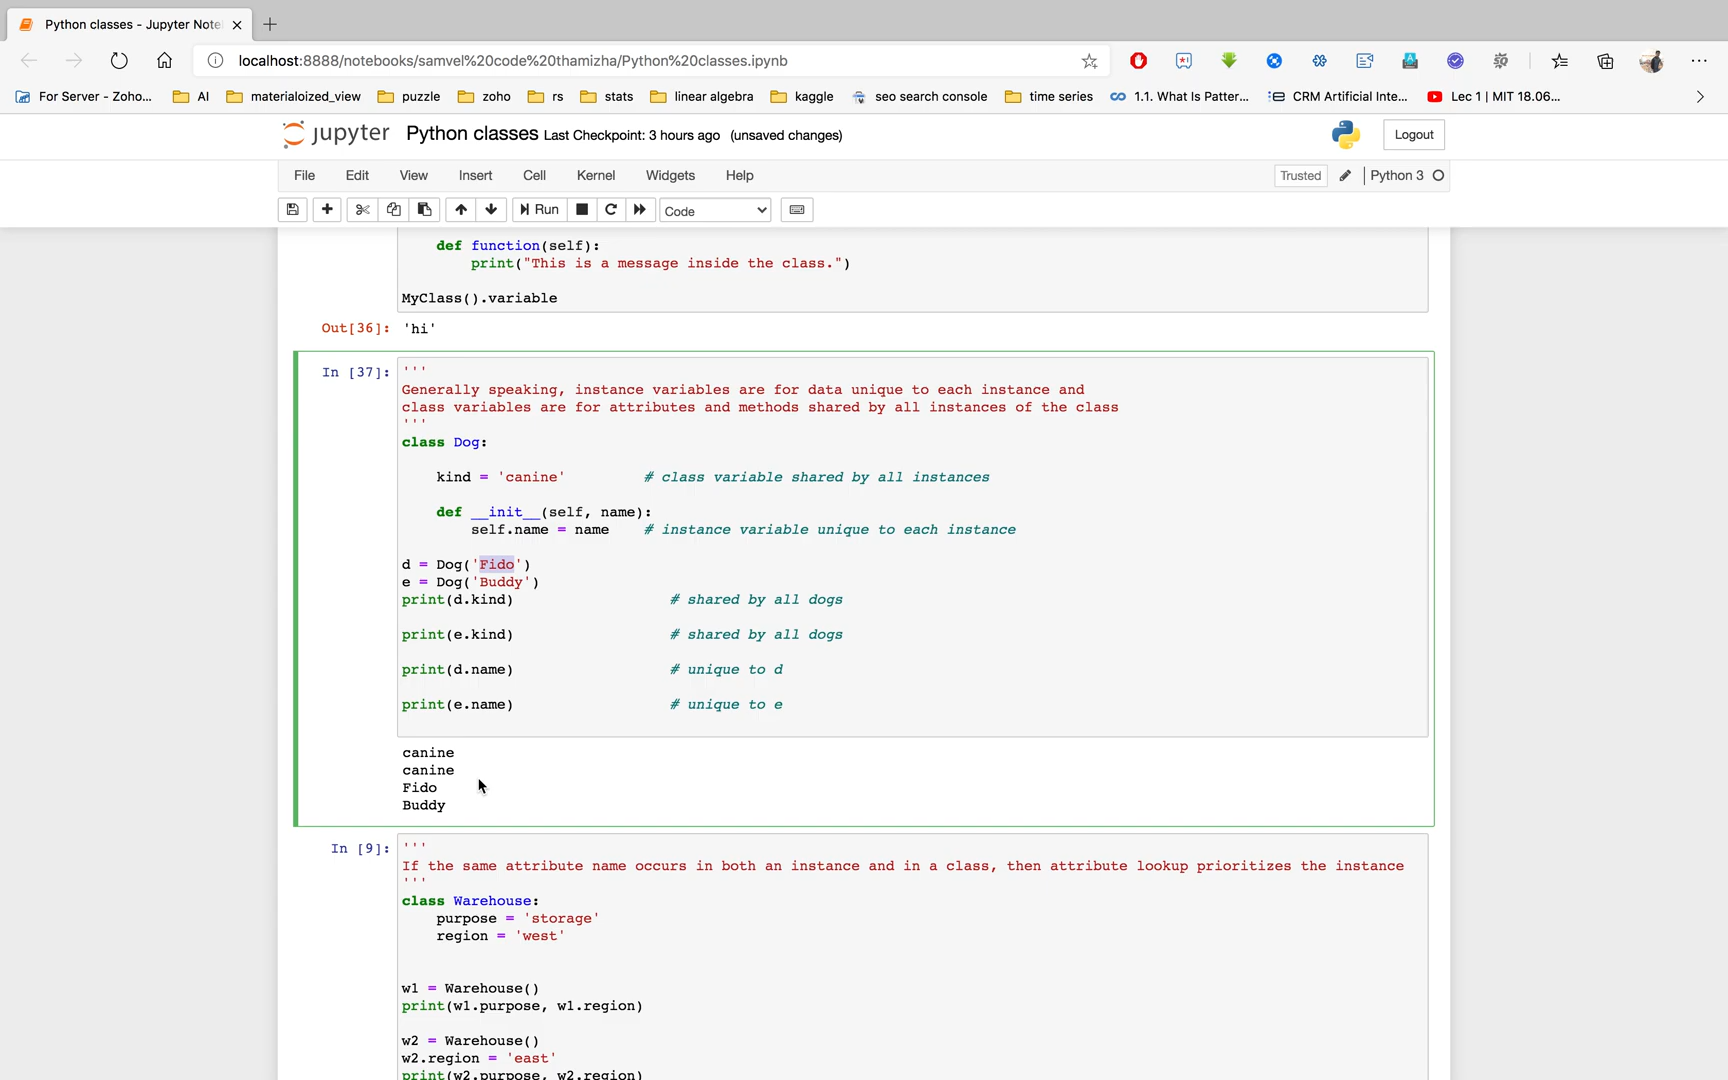 Python classes - Jupyter Note
localhost:8888/notebooks/samvel%20code%20thamizha/Python%20classes.ipynb
For Server - Zoho... AI materialoized_view puzzle zoho rs stats linear algebra kaggle seo search console time series 1.1. What Is Patter... CRM Artificial Inte... Lec 1 | MIT 18.06...
jupyter Python classes Last Checkpoint: 3 hours ago (unsaved changes) Logout
File Edit View Insert Cell Kernel Widgets Help Trusted Python 3
Run Code
def function(self):
print("This is a message inside the class.")
MyClass().variable
Out[36]: 'hi'
In [37]: '''
Generally speaking, instance variables are for data unique to each instance and
class variables are for attributes and methods shared by all instances of the class
'''
class Dog:
kind = 'canine' # class variable shared by all instances
def __init__(self, name):
self.name = name # instance variable unique to each instance
d = Dog('Fido')
e = Dog('Buddy')
print(d.kind) # shared by all dogs
print(e.kind) # shared by all dogs
print(d.name) # unique to d
print(e.name) # unique to e
canine
canine
Fido
Buddy
In [9]: '''
If the same attribute name occurs in both an instance and in a class, then attribute lookup prioritizes the instance
'''
class Warehouse:
purpose = 'storage'
region = 'west'
w1 = Warehouse()
print(w1.purpose, w1.region)
w2 = Warehouse()
w2.region = 'east'
print(w2.purpose, w2.region)